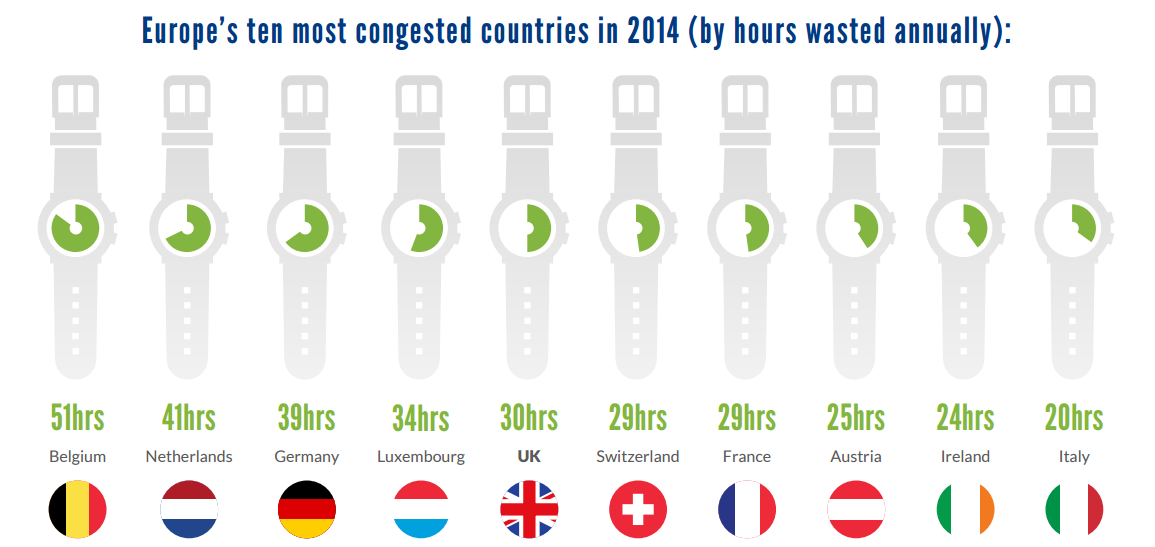 Europe's ten most congested countries in 2014 (by hours wasted annually):
51hrs 41hrs 39hrs 34hrs 30hrs 29hrs 29hrs 25hrs 24hrs 20hrs
Belgium Netherlands Germany Luxembourg UK Switzerland France Austria Ireland Italy